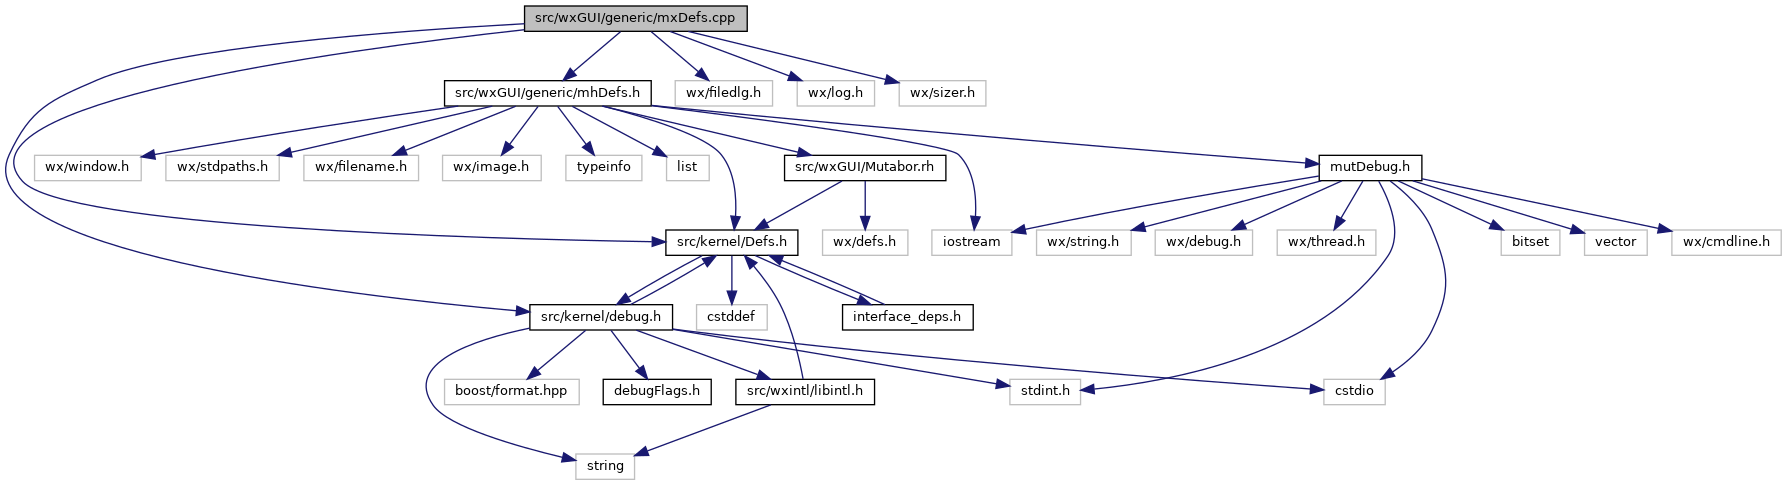 src/wxGUI/generic/mxDefs.cpp
src/wxGUI/generic/mhDefs.h
wx/filedlg.h
wx/log.h
wx/sizer.h
wx/window.h
wx/stdpaths.h
wx/filename.h
wx/image.h
typeinfo
list
src/wxGUI/Mutabor.rh
mutDebug.h
src/kernel/Defs.h
wx/defs.h
iostream
wx/string.h
wx/debug.h
wx/thread.h
bitset
vector
wx/cmdline.h
src/kernel/debug.h
cstddef
interface_deps.h
boost/format.hpp
debugFlags.h
src/wxintl/libintl.h
stdint.h
cstdio
string